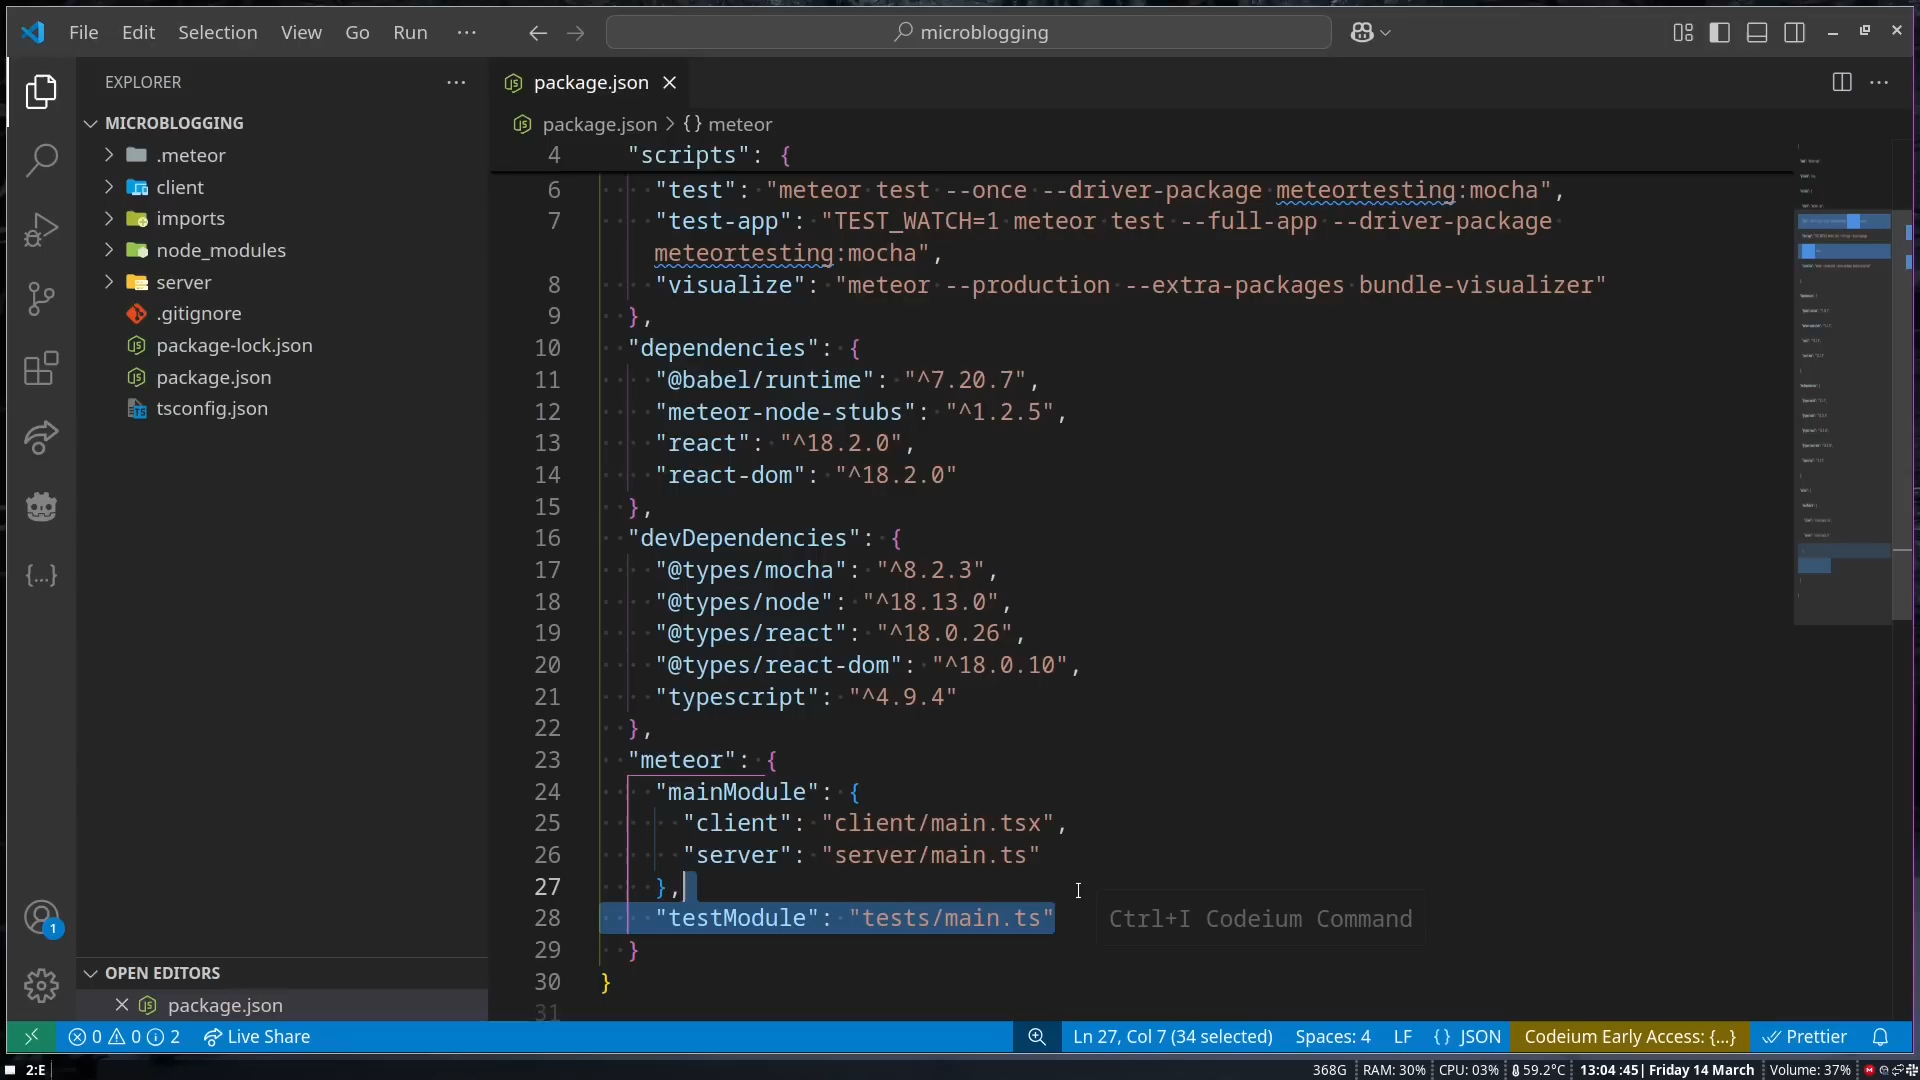 File Edit Selection View Go Run ··· microblogging
EXPLORER ···
MICROBLOGGING
.meteor
client
imports
node_modules
server
.gitignore
package-lock.json
package.json
tsconfig.json
OPEN EDITORS
package.json
package.json
package.json > {} meteor
4 "scripts": {
6 "test": "meteor test --once --driver-package meteortesting:mocha",
7 "test-app": "TEST_WATCH=1 meteor test --full-app --driver-package
meteortesting:mocha",
8 "visualize": "meteor --production --extra-packages bundle-visualizer"
9 },
10 "dependencies": {
11 "@babel/runtime": "^7.20.7",
12 "meteor-node-stubs": "^1.2.5",
13 "react": "^18.2.0",
14 "react-dom": "^18.2.0"
15 },
16 "devDependencies": {
17 "@types/mocha": "^8.2.3",
18 "@types/node": "^18.13.0",
19 "@types/react": "^18.0.26",
20 "@types/react-dom": "^18.0.10",
21 "typescript": "^4.9.4"
22 },
23 "meteor": {
24 "mainModule": {
25 "client": "client/main.tsx",
26 "server": "server/main.ts"
27 },
28 "testModule": "tests/main.ts" Ctrl+I Codeium Command
29 }
30 }
31
1
0 0 2 Live Share Ln 27, Col 7 (34 selected) Spaces: 4 LF {} JSON Codeium Early Access: {...} Prettier
2:E 368G RAM: 30% CPU: 03% 59.2°C 13:04:45 Friday 14 March Volume: 37%